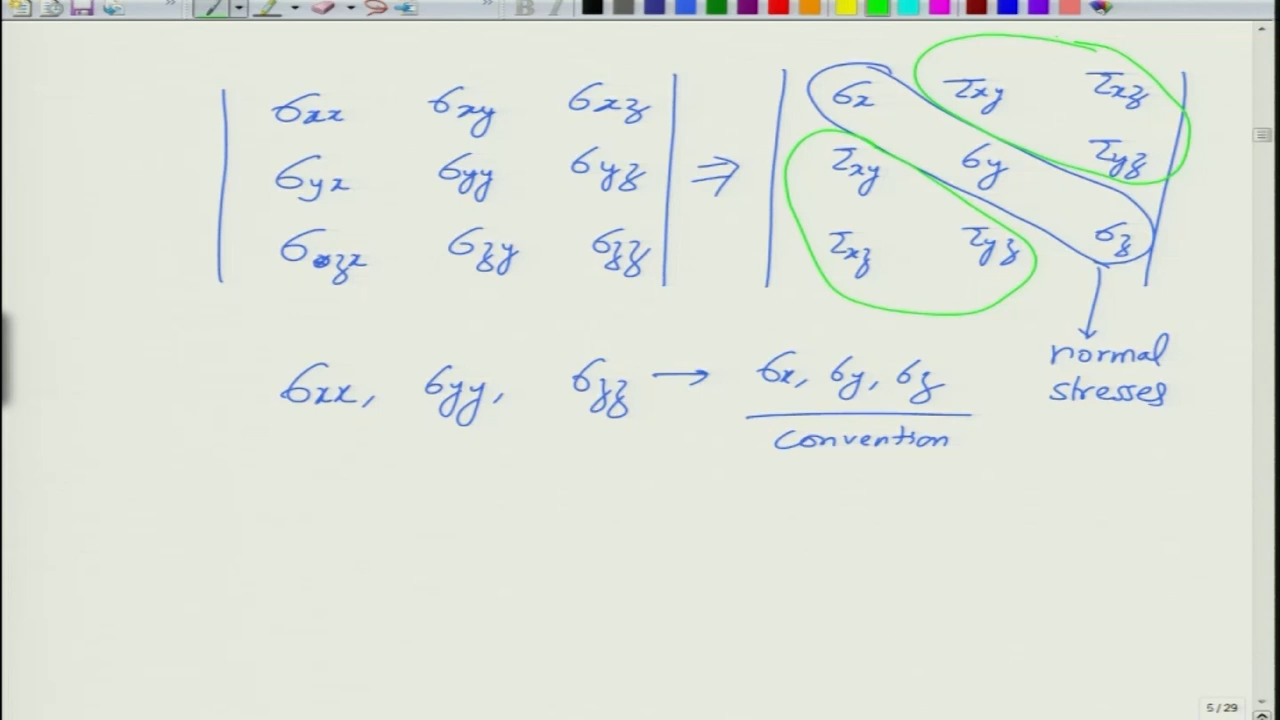 σxx σxy σxz ⇒ σx τxy τxz
σyx σyy σyz τxy σy τyz
σzx σzy σzz τxz τyz σz
normal
stresses
σxx, σyy, σzz → σx, σy, σz
convention
5 / 29